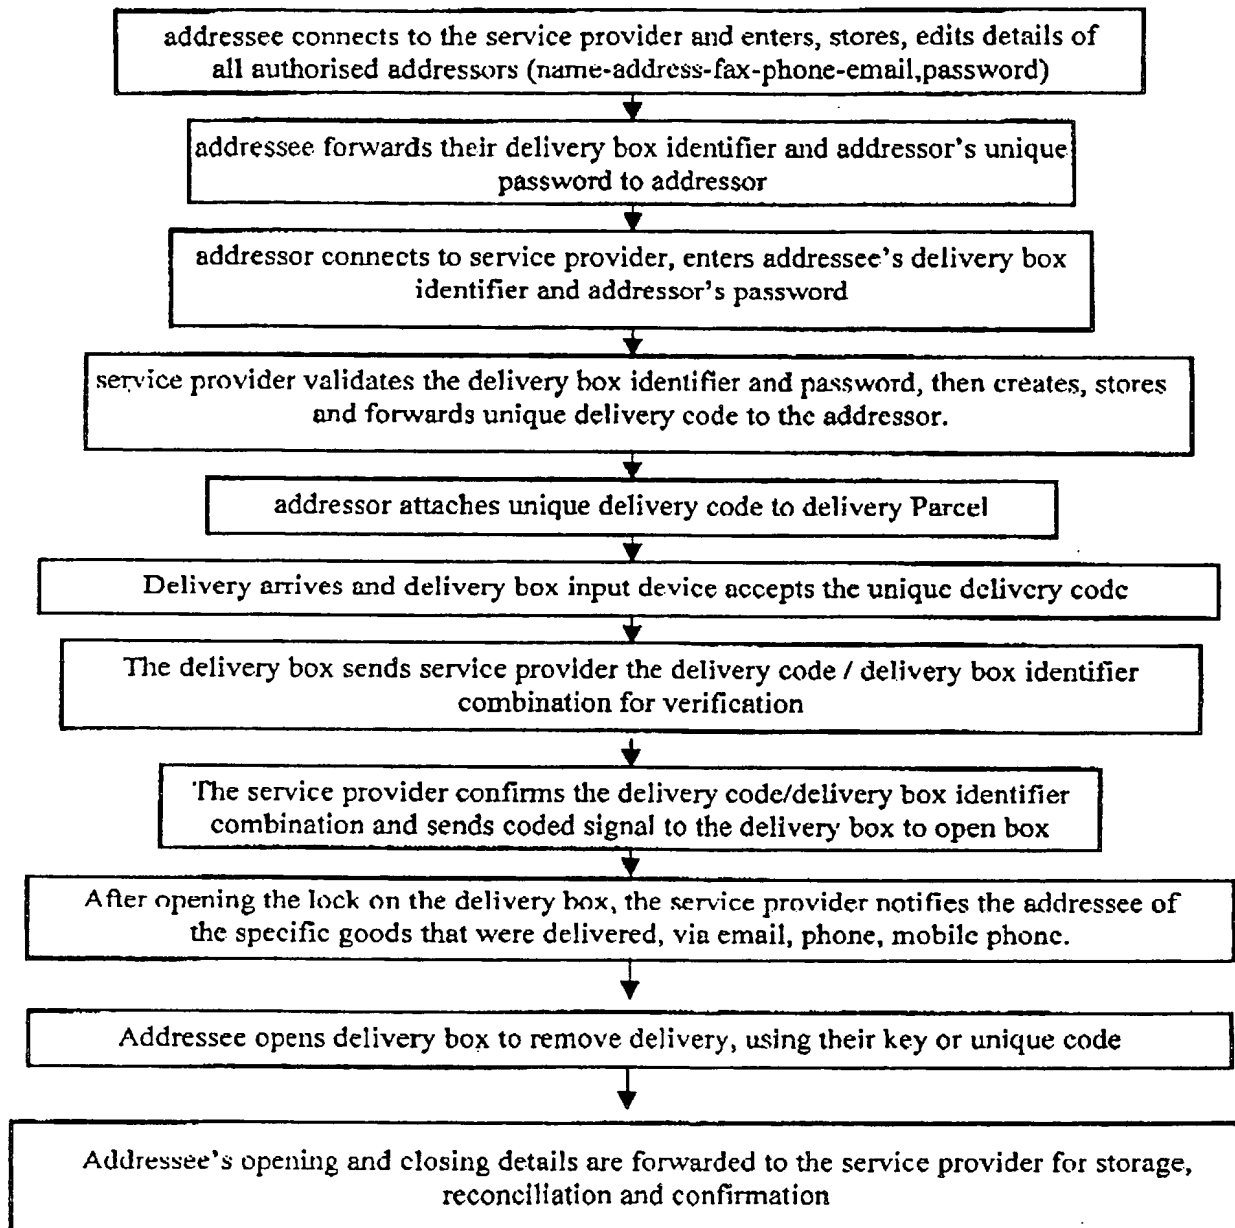 addressee connects to the service provider and enters, stores, edits details of
all authorised addressors (name-address-fax-phone-email,password)
addressee forwards their delivery box identifier and addressor's unique
password to addressor
addressor connects to service provider, enters addressee's delivery box
identifier and addressor's password
service provider validates the delivery box identifier and password, then creates, stores
and forwards unique delivery code to the addressor.
addressor attaches unique delivery code to delivery Parcel
Delivery arrives and delivery box input device accepts the unique delivery code
The delivery box sends service provider the delivery code / delivery box identifier
combination for verification
The service provider confirms the delivery code/delivery box identifier
combination and sends coded signal to the delivery box to open box
After opening the lock on the delivery box, the service provider notifies the addressee of
the specific goods that were delivered, via email, phone, mobile phone.
Addressee opens delivery box to remove delivery, using their key or unique code
Addressee's opening and closing details are forwarded to the service provider for storage,
reconciliation and confirmation